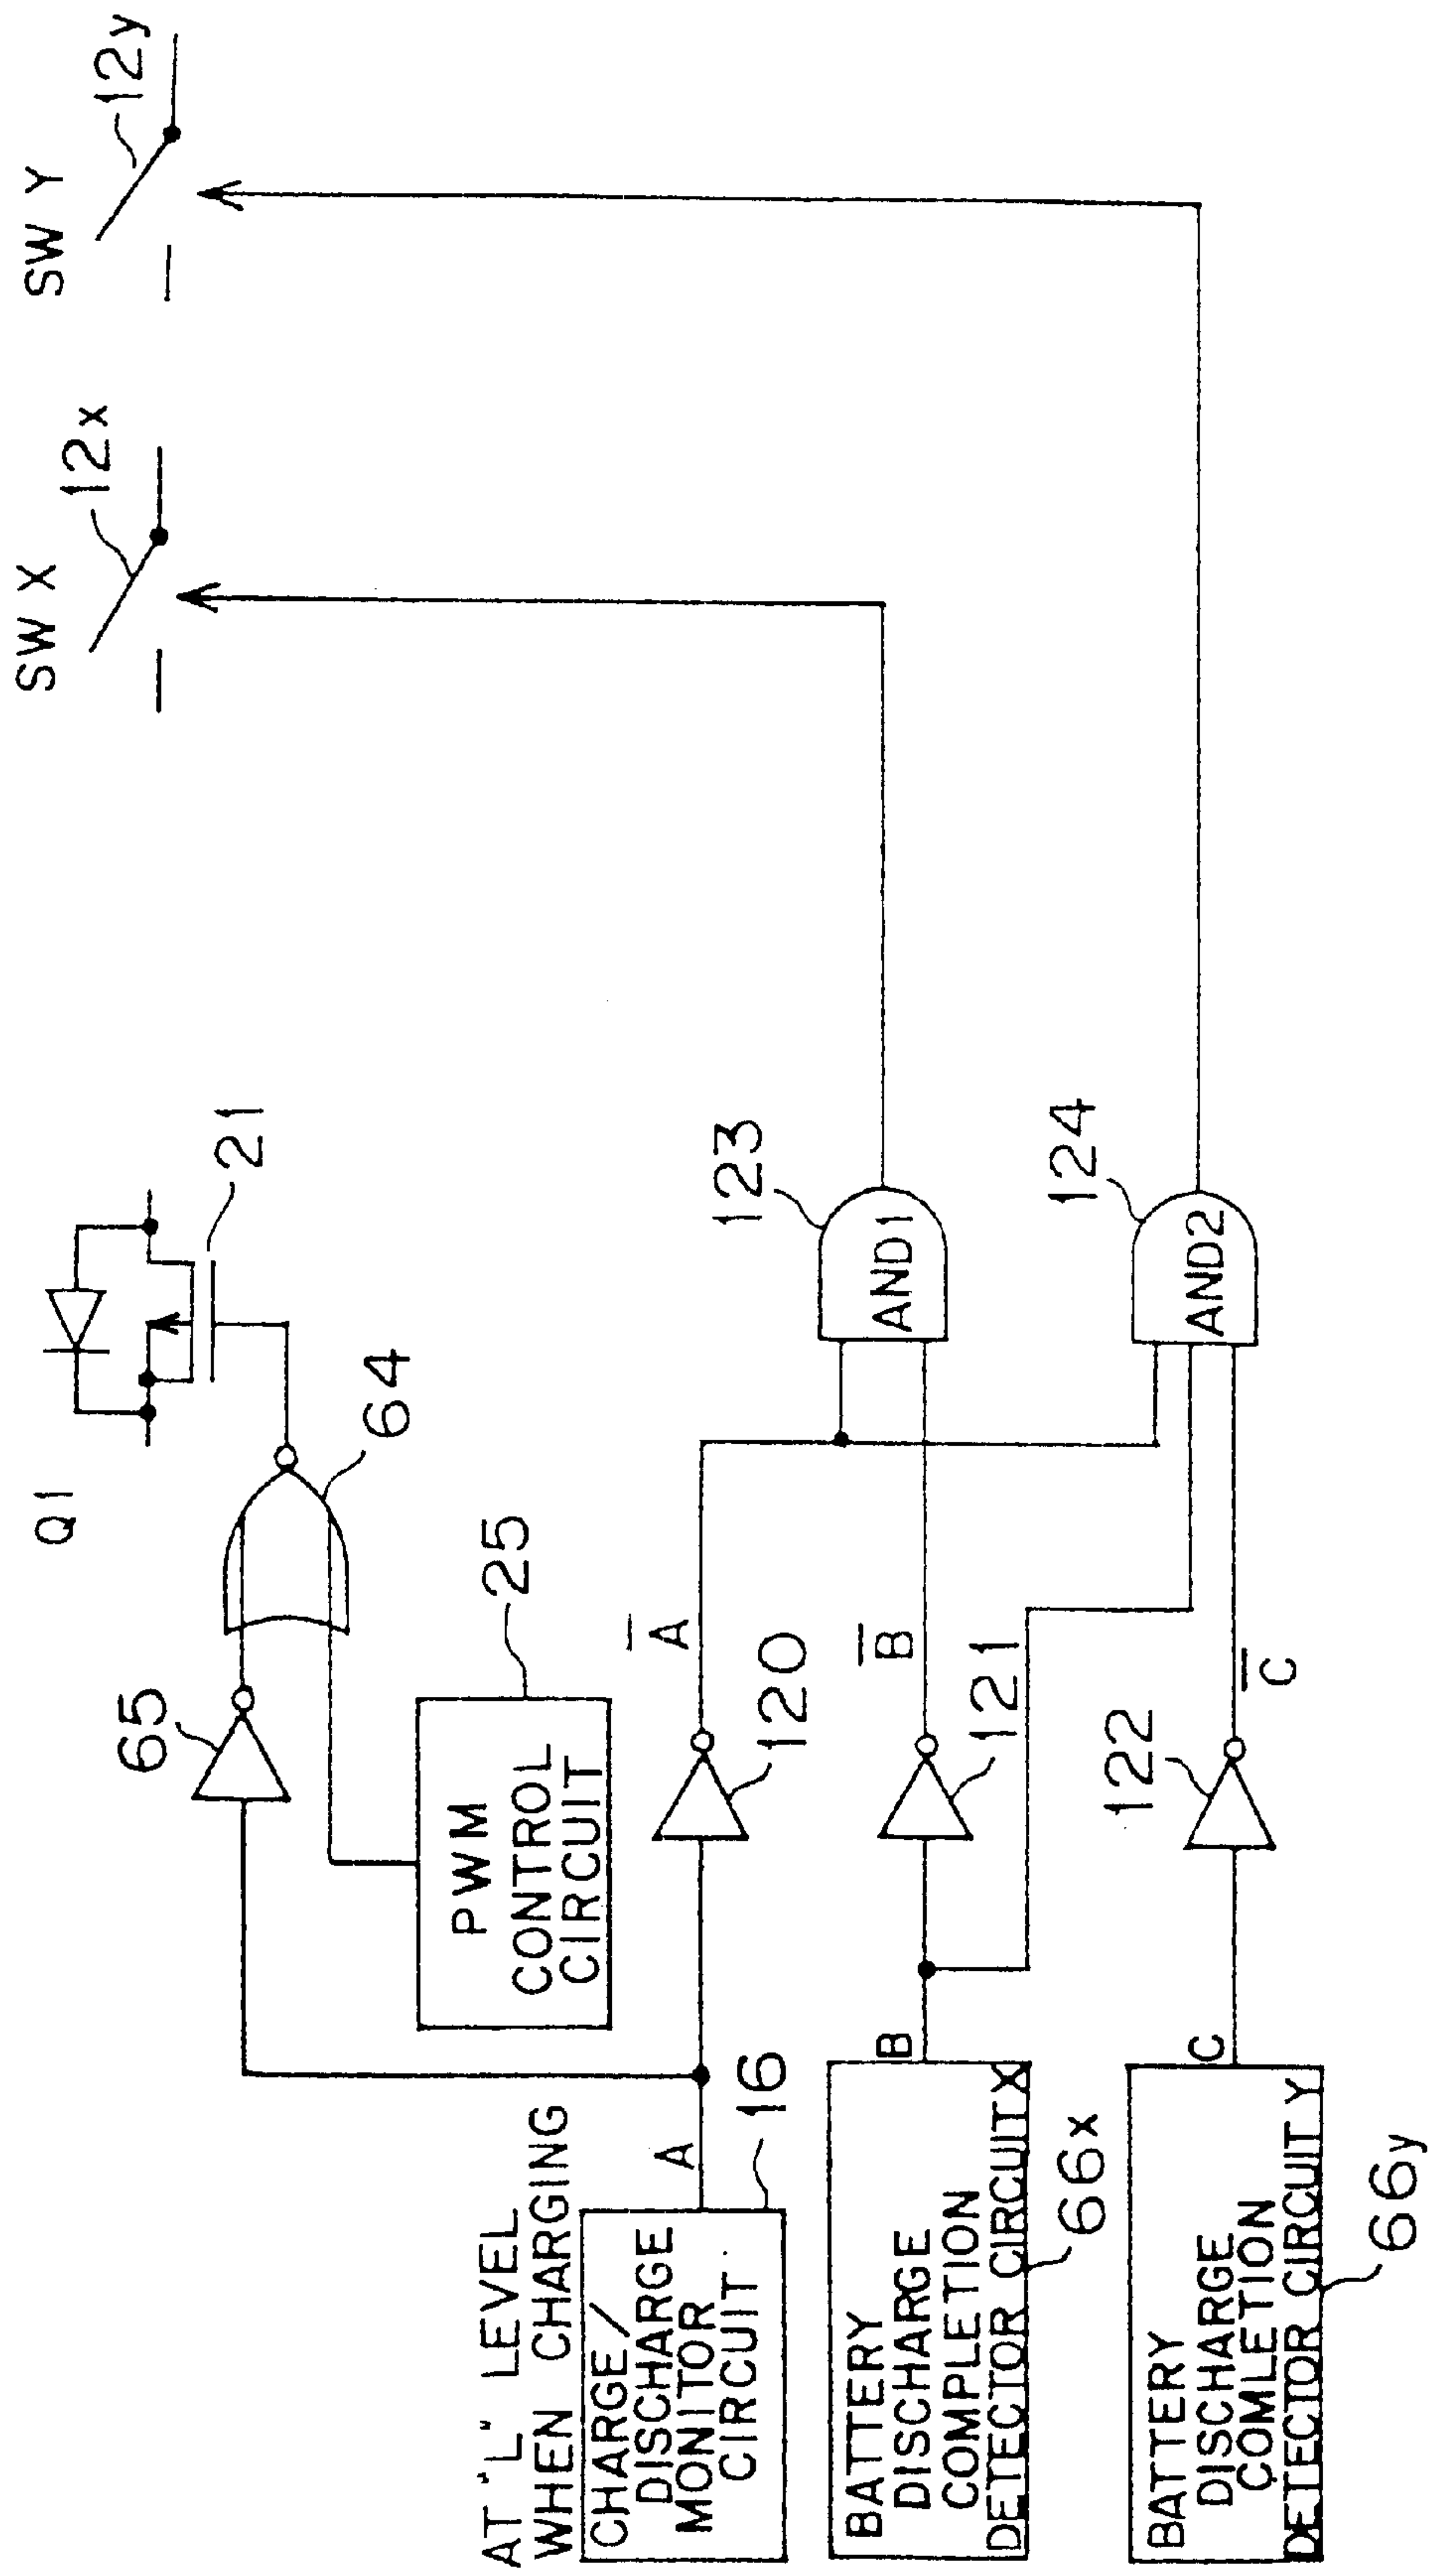 Q1
21
SW X
12x
SW Y
12y
65
64
25
PWM
CONTROL
CIRCUIT
AT "L" LEVEL
WHEN CHARGING
CHARGE/
DISCHARGE
MONITOR
CIRCUIT
16
A
A̅
120
123
AND1
BATTERY
DISCHARGE
COMPLETION
DETECTOR CIRCUIT X
66x
B
B̅
121
124
AND2
BATTERY
DISCHARGE
COMLETION
DETECTOR CIRCUIT Y
66y
C
122
C̅